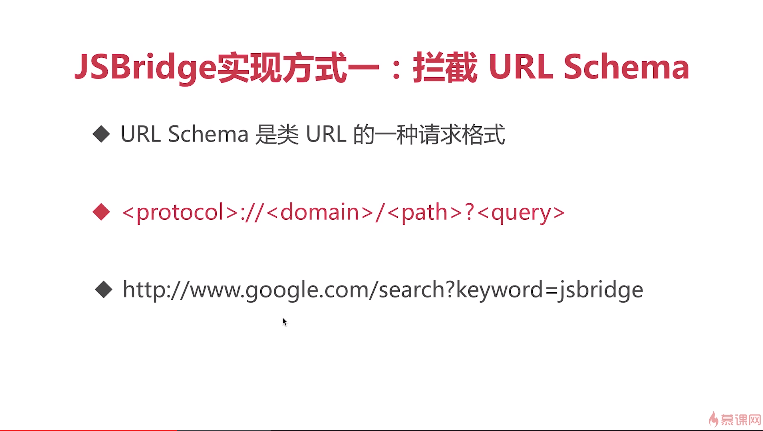 JSBridge实现方式一：拦截 URL Schema
◆ URL Schema 是类 URL 的一种请求格式
◆ <protocol>://<domain>/<path>?<query>
◆ http://www.google.com/search?keyword=jsbridge
慕课网